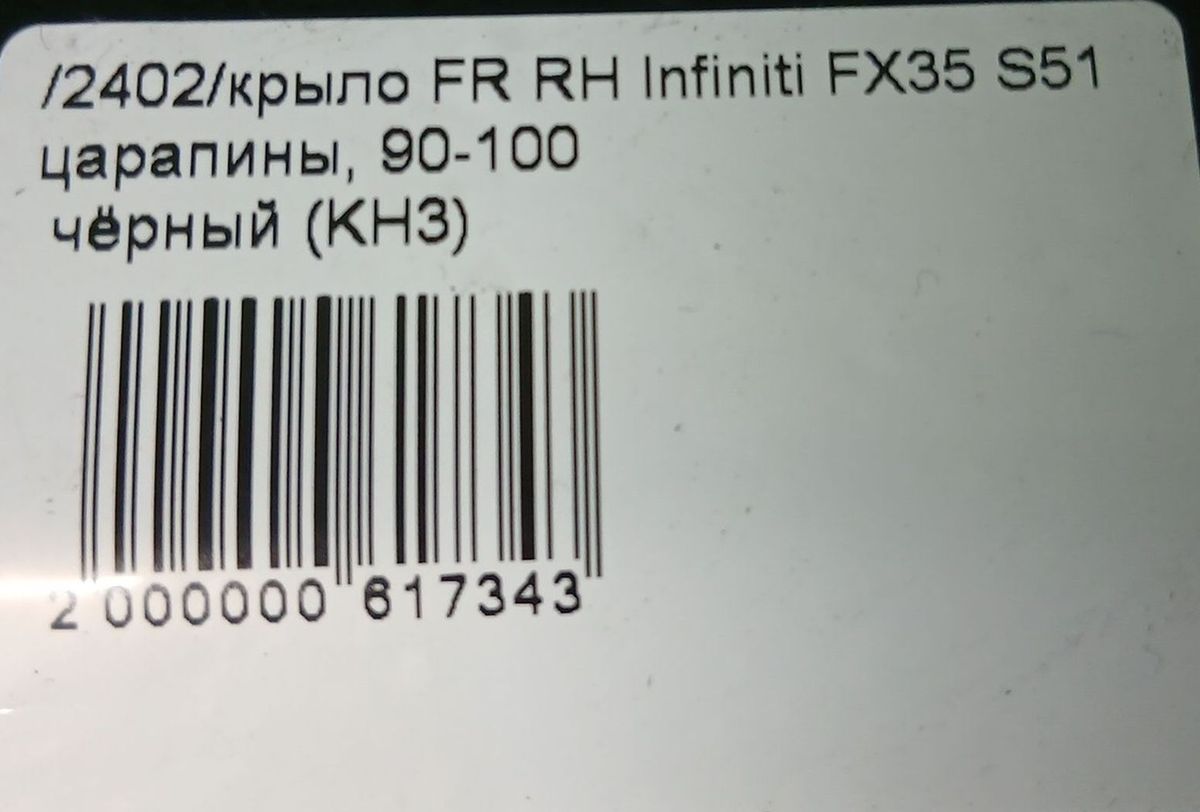 /2402/крыло FR RH Infiniti FX35 S51
царапины, 90-100
чёрный (KH3)
2 000000 617343